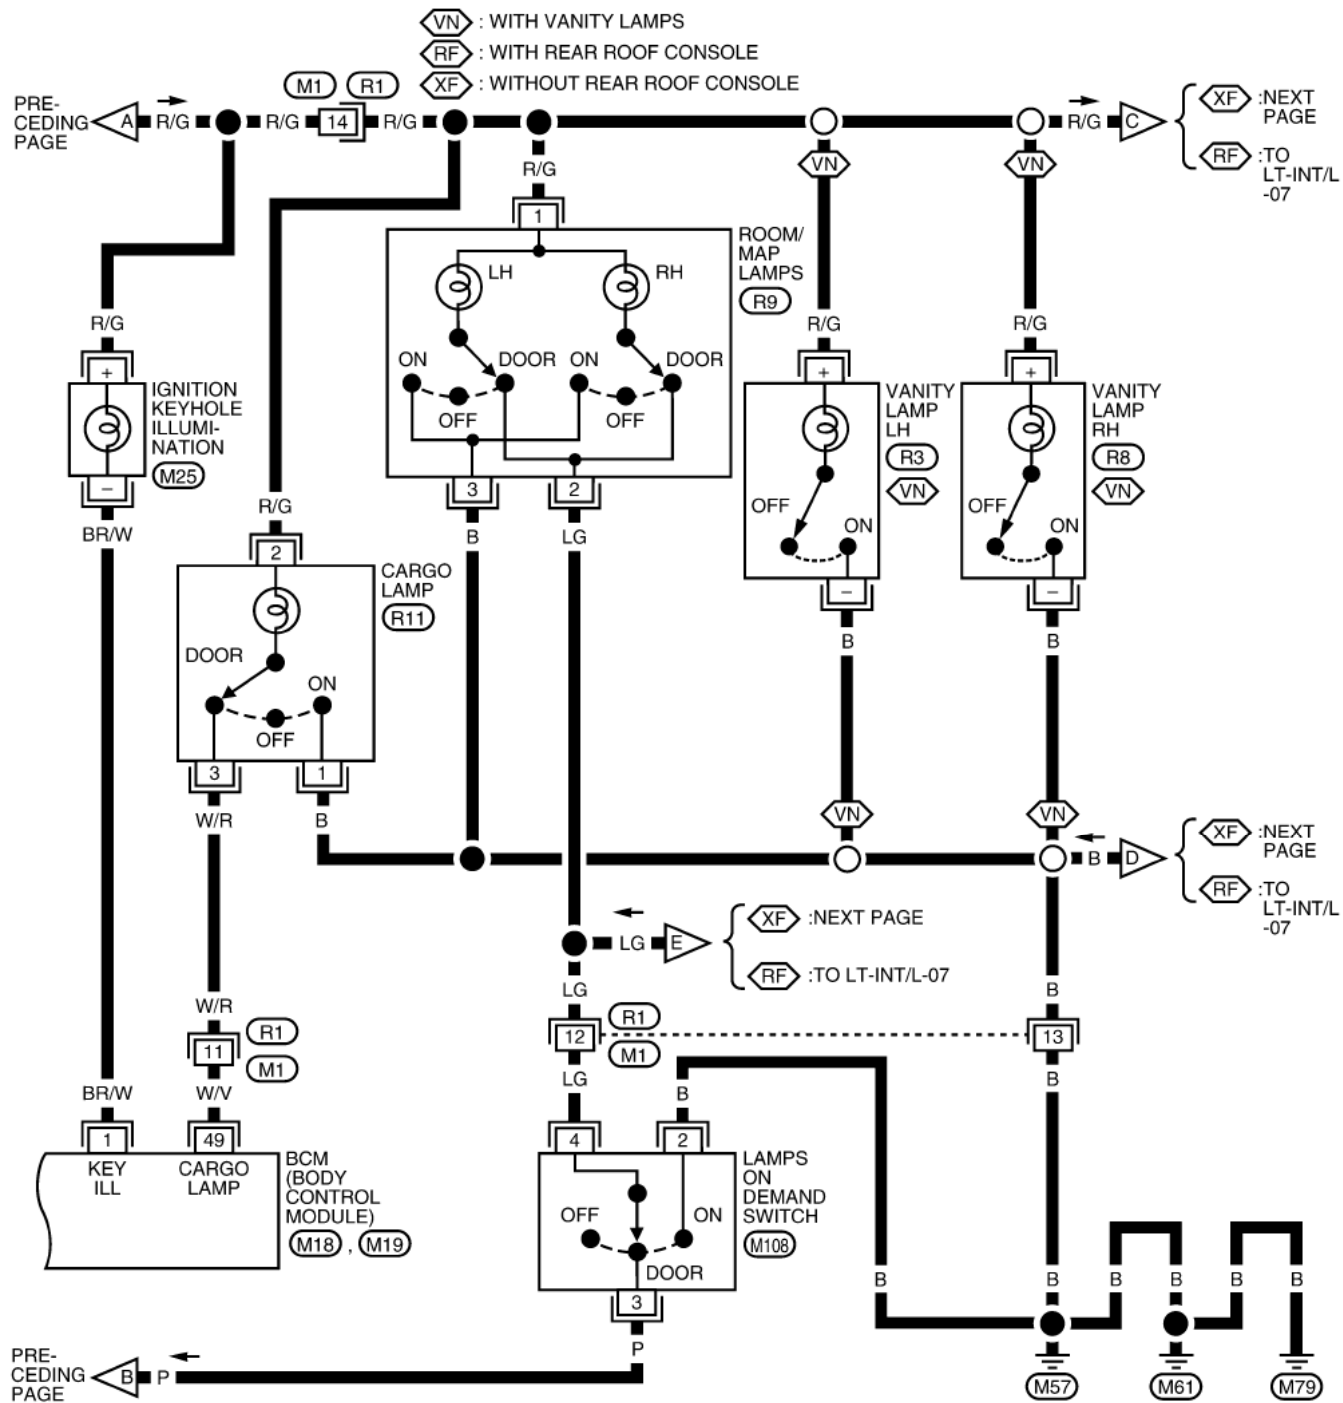 VN : WITH VANITY LAMPS
RF : WITH REAR ROOF CONSOLE
XF : WITHOUT REAR ROOF CONSOLE
M1 R1
PRE-
CEDING
PAGE
A R/G R/G 14 R/G R/G C
XF :NEXT
PAGE
RF :TO
LT-INT/L
-07
VN VN
R/G
1
ROOM/
MAP
LAMPS
R9
LH RH
ON DOOR ON DOOR
OFF OFF
3 2
B LG
R/G
+
IGNITION
KEYHOLE
ILLUMI-
NATION
M25
–
BR/W
R/G R/G
+ +
VANITY
LAMP
LH
R3
VN
OFF ON
–
B
VANITY
LAMP
RH
R8
VN
OFF ON
–
B
R/G
2
CARGO
LAMP
R11
DOOR
ON
OFF
3 1
W/R B
VN VN
B D
XF :NEXT
PAGE
RF :TO
LT-INT/L
-07
LG E
XF :NEXT PAGE
RF :TO LT-INT/L-07
W/R
11
R1
M1
W/V
LG
12
R1
M1
LG
B
13
B
BR/W
1 49
KEY
ILL
CARGO
LAMP
BCM
(BODY
CONTROL
MODULE)
M18 , M19
B
4 2
LAMPS
ON
DEMAND
SWITCH
M108
OFF ON
DOOR
3
P
B B B B B B
M57 M61 M79
PRE-
CEDING
PAGE
B P